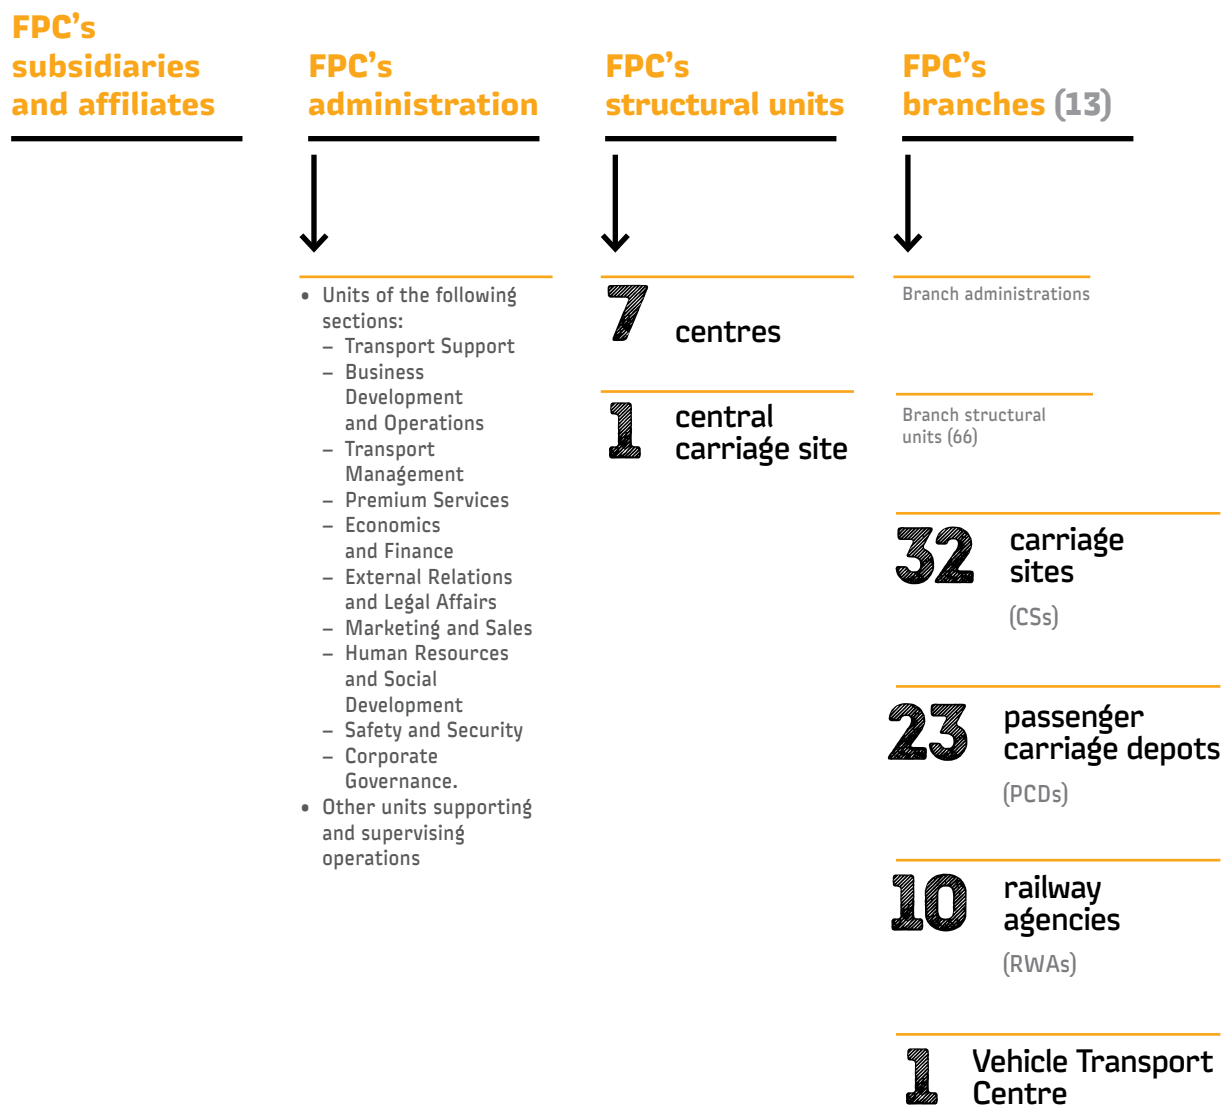 FPC’s
subsidiaries
and affiliates
FPC’s
administration
• Units of the following
sections:
– Transport Support
– Business
Development
and Operations
– Transport
Management
– Premium Services
– Economics
and Finance
– External Relations
and Legal Affairs
– Marketing and Sales
– Human Resources
and Social
Development
– Safety and Security
– Corporate
Governance.
• Other units supporting
and supervising
operations
FPC’s
structural units
7 centres
1 central
carriage site
FPC’s
branches (13)
Branch administrations
Branch structural
units (66)
32 carriage
sites
(CSs)
23 passenger
carriage depots
(PCDs)
10 railway
agencies
(RWAs)
1 Vehicle Transport
Centre